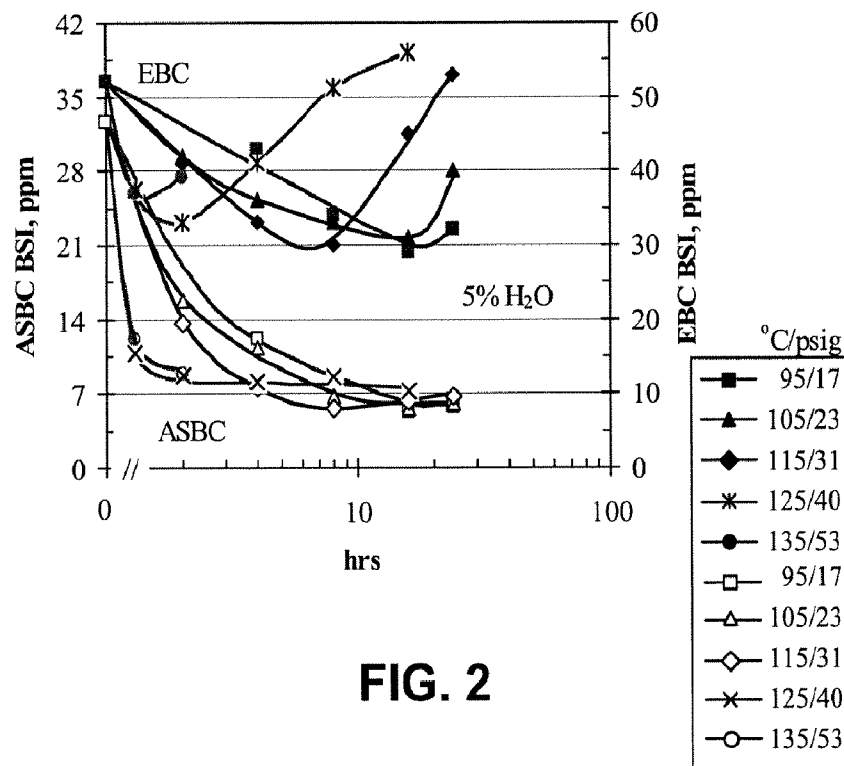 42
35
28
21
14
7
0
ASBC BSI, ppm
60
50
40
30
20
10
0
EBC BSI, ppm
EBC
5% H₂O
ASBC
0 // 10 100
hrs
°C/psig
95/17
105/23
115/31
125/40
135/53
95/17
105/23
115/31
125/40
135/53
FIG. 2